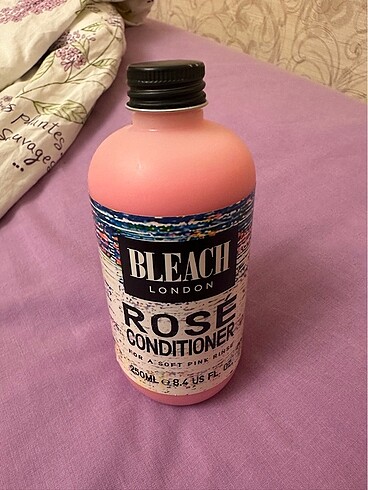 plantes
Sauvages
...
BLEACH
LONDON
ROSÉ
CONDITIONER
FOR A SOFT PINK RINSE
250ML e 8.4 US FL. OZ.